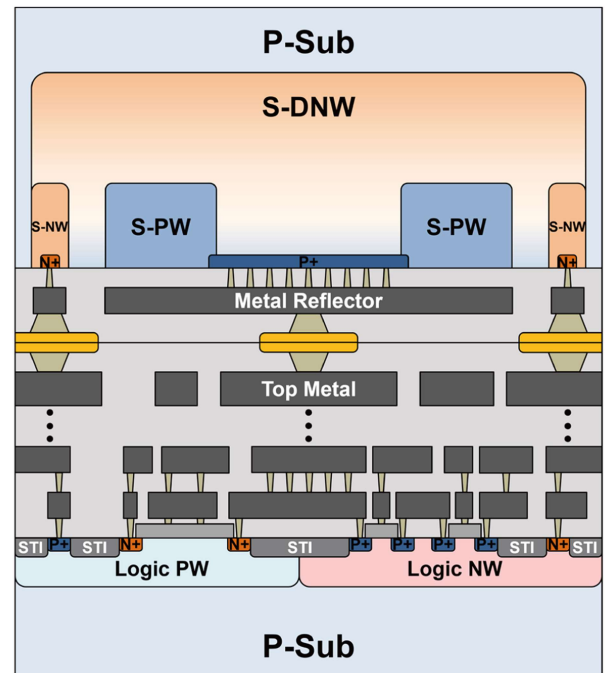 P-Sub
S-DNW
S-NW
S-PW
S-PW
S-NW
N+
P+
N+
Metal Reflector
Top Metal
STI
P+
STI
N+
N+
STI
P+
P+
P+
P+
STI
N+
STI
Logic PW
Logic NW
P-Sub